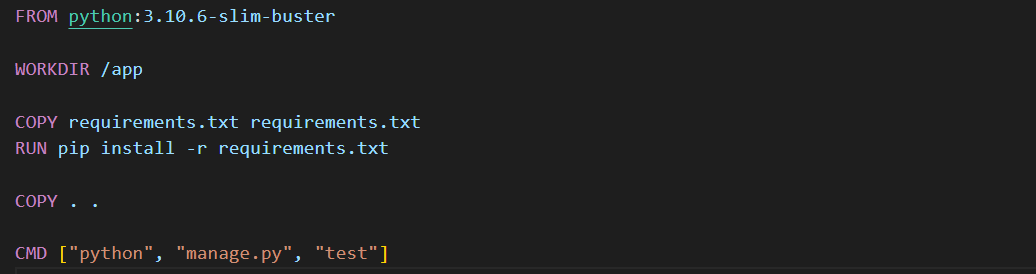 FROM python:3.10.6-slim-buster
WORKDIR /app
COPY requirements.txt requirements.txt
RUN pip install -r requirements.txt
COPY . .
CMD ["python", "manage.py", "test"]